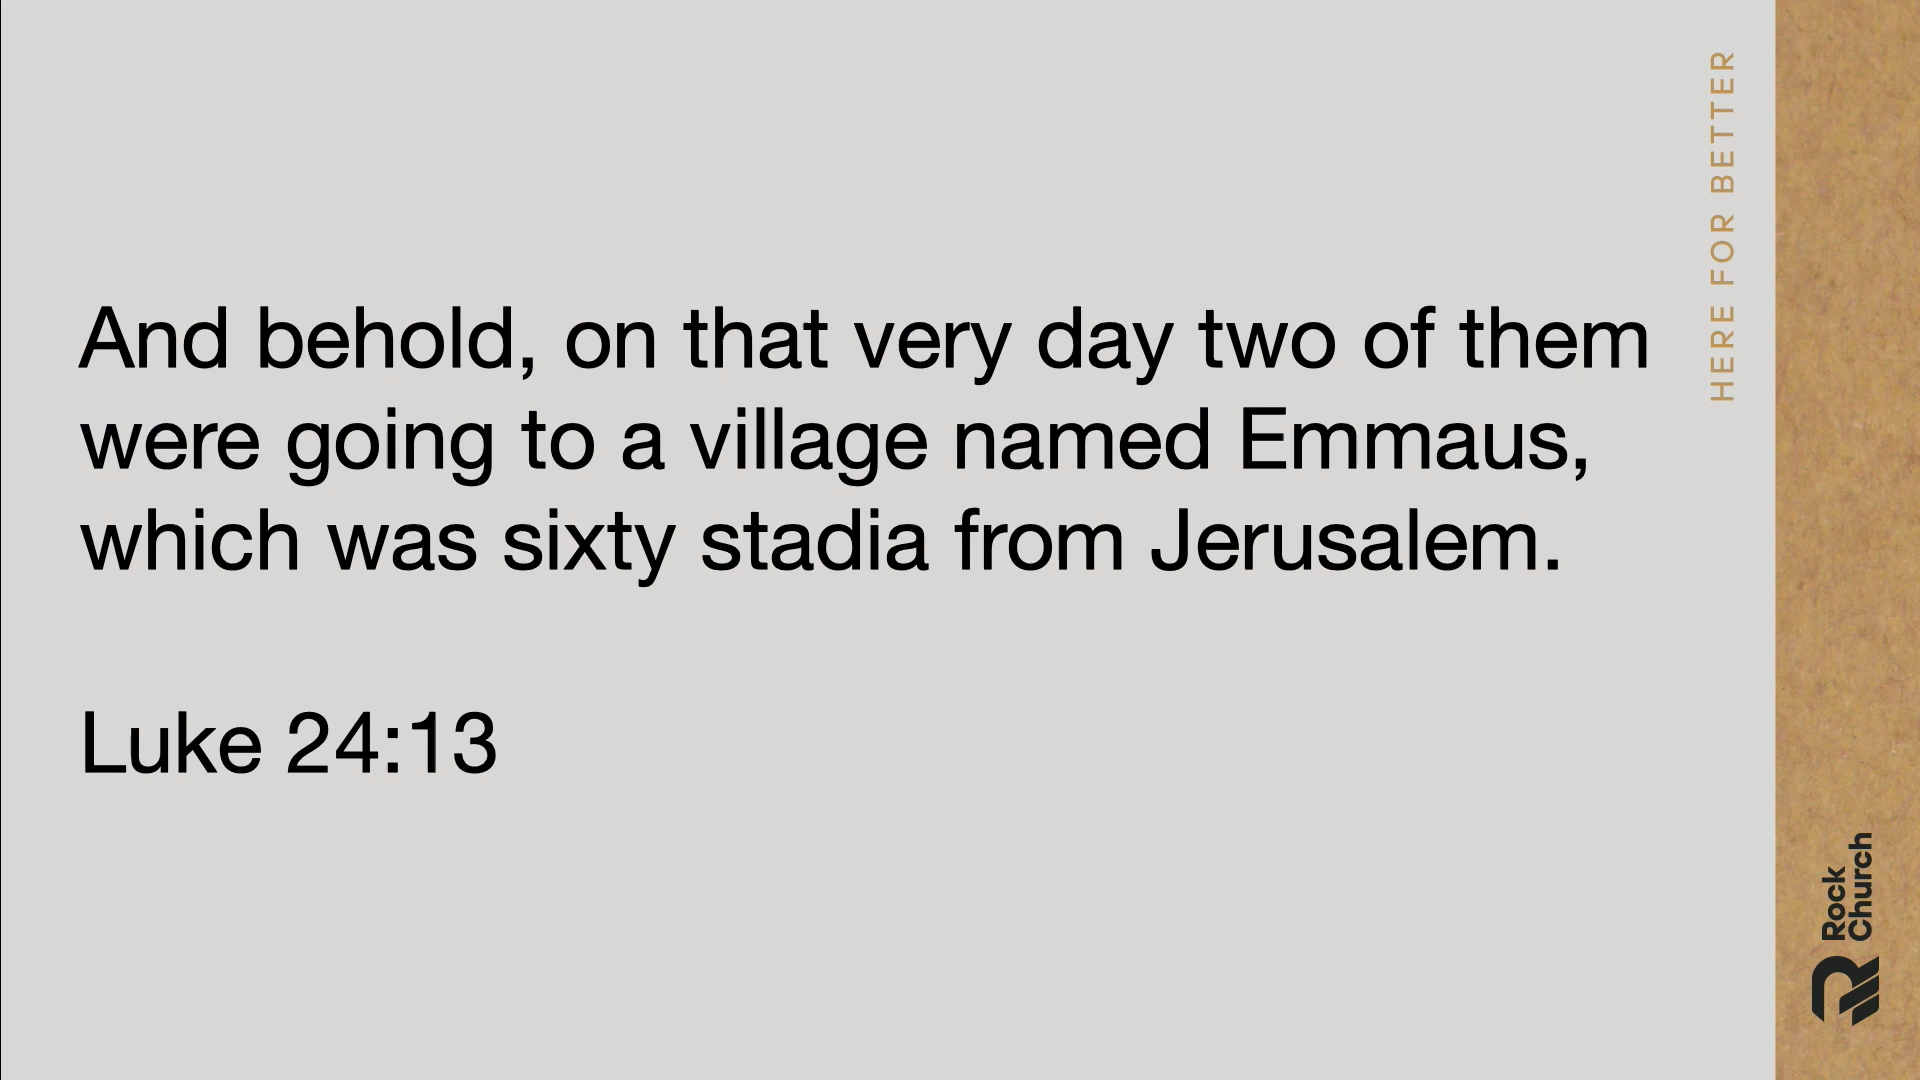 And behold, on that very day two of them
were going to a village named Emmaus,
which was sixty stadia from Jerusalem.
Luke 24:13
HERE FOR BETTER
Rock
Church